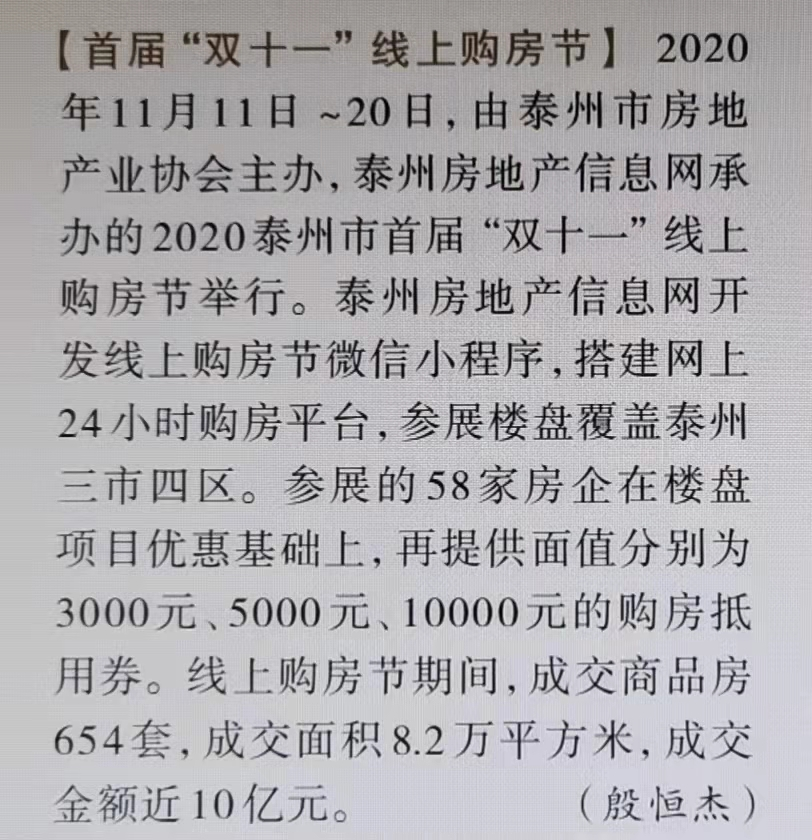 【首届“双十一”线上购房节】 2020
年11月11日~20日，由泰州市房地
产业协会主办，泰州房地产信息网承
办的2020泰州市首届“双十一”线上
购房节举行。泰州房地产信息网开
发线上购房节微信小程序，搭建网上
24小时购房平台，参展楼盘覆盖泰州
三市四区。参展的58家房企在楼盘
项目优惠基础上，再提供面值分别为
3000元、5000元、10000元的购房抵
用券。线上购房节期间，成交商品房
654套，成交面积8.2万平方米，成交
金额近10亿元。 （殷恒杰）